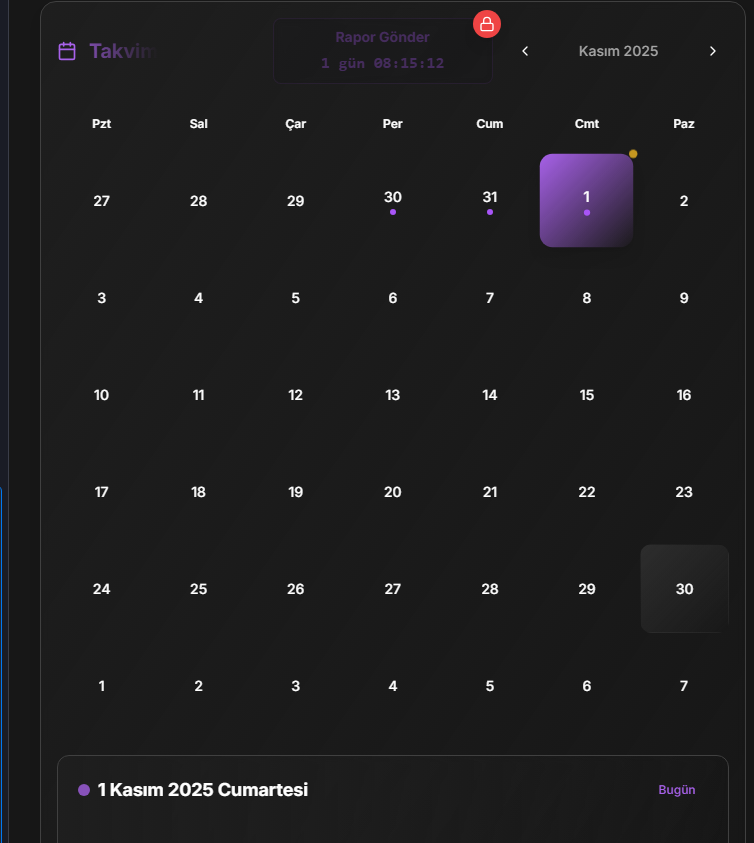 Takvim
Rapor Gönder
1 gün 08:15:12
Kasım 2025
Pzt Sal Çar Per Cum Cmt Paz
27 28 29 30 31 1 2
3 4 5 6 7 8 9
10 11 12 13 14 15 16
17 18 19 20 21 22 23
24 25 26 27 28 29 30
1 2 3 4 5 6 7
1 Kasım 2025 Cumartesi
Bugün